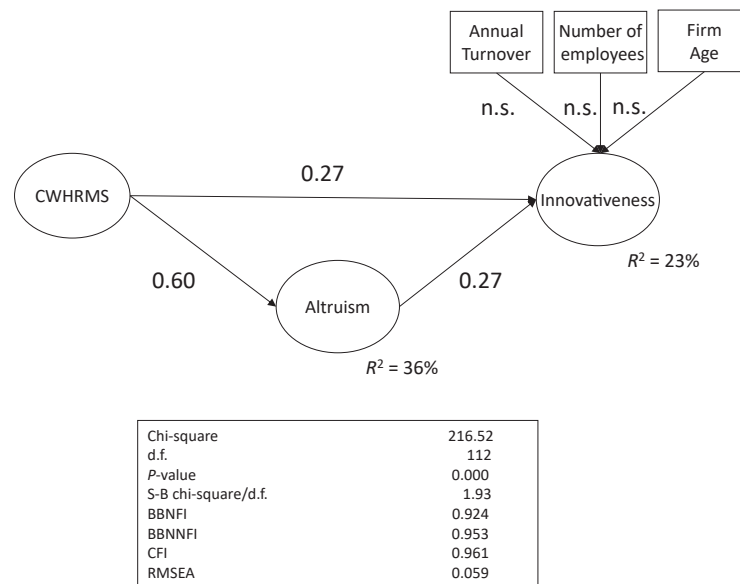 Annual
Turnover
Number of
employees
Firm
Age
n.s.
n.s.
n.s.
0.27
CWHRMS
Innovativeness
R² = 23%
0.60
0.27
Altruism
R² = 36%
Chi-square 216.52
d.f. 112
P-value 0.000
S-B chi-square/d.f. 1.93
BBNFI 0.924
BBNNFI 0.953
CFI 0.961
RMSEA 0.059